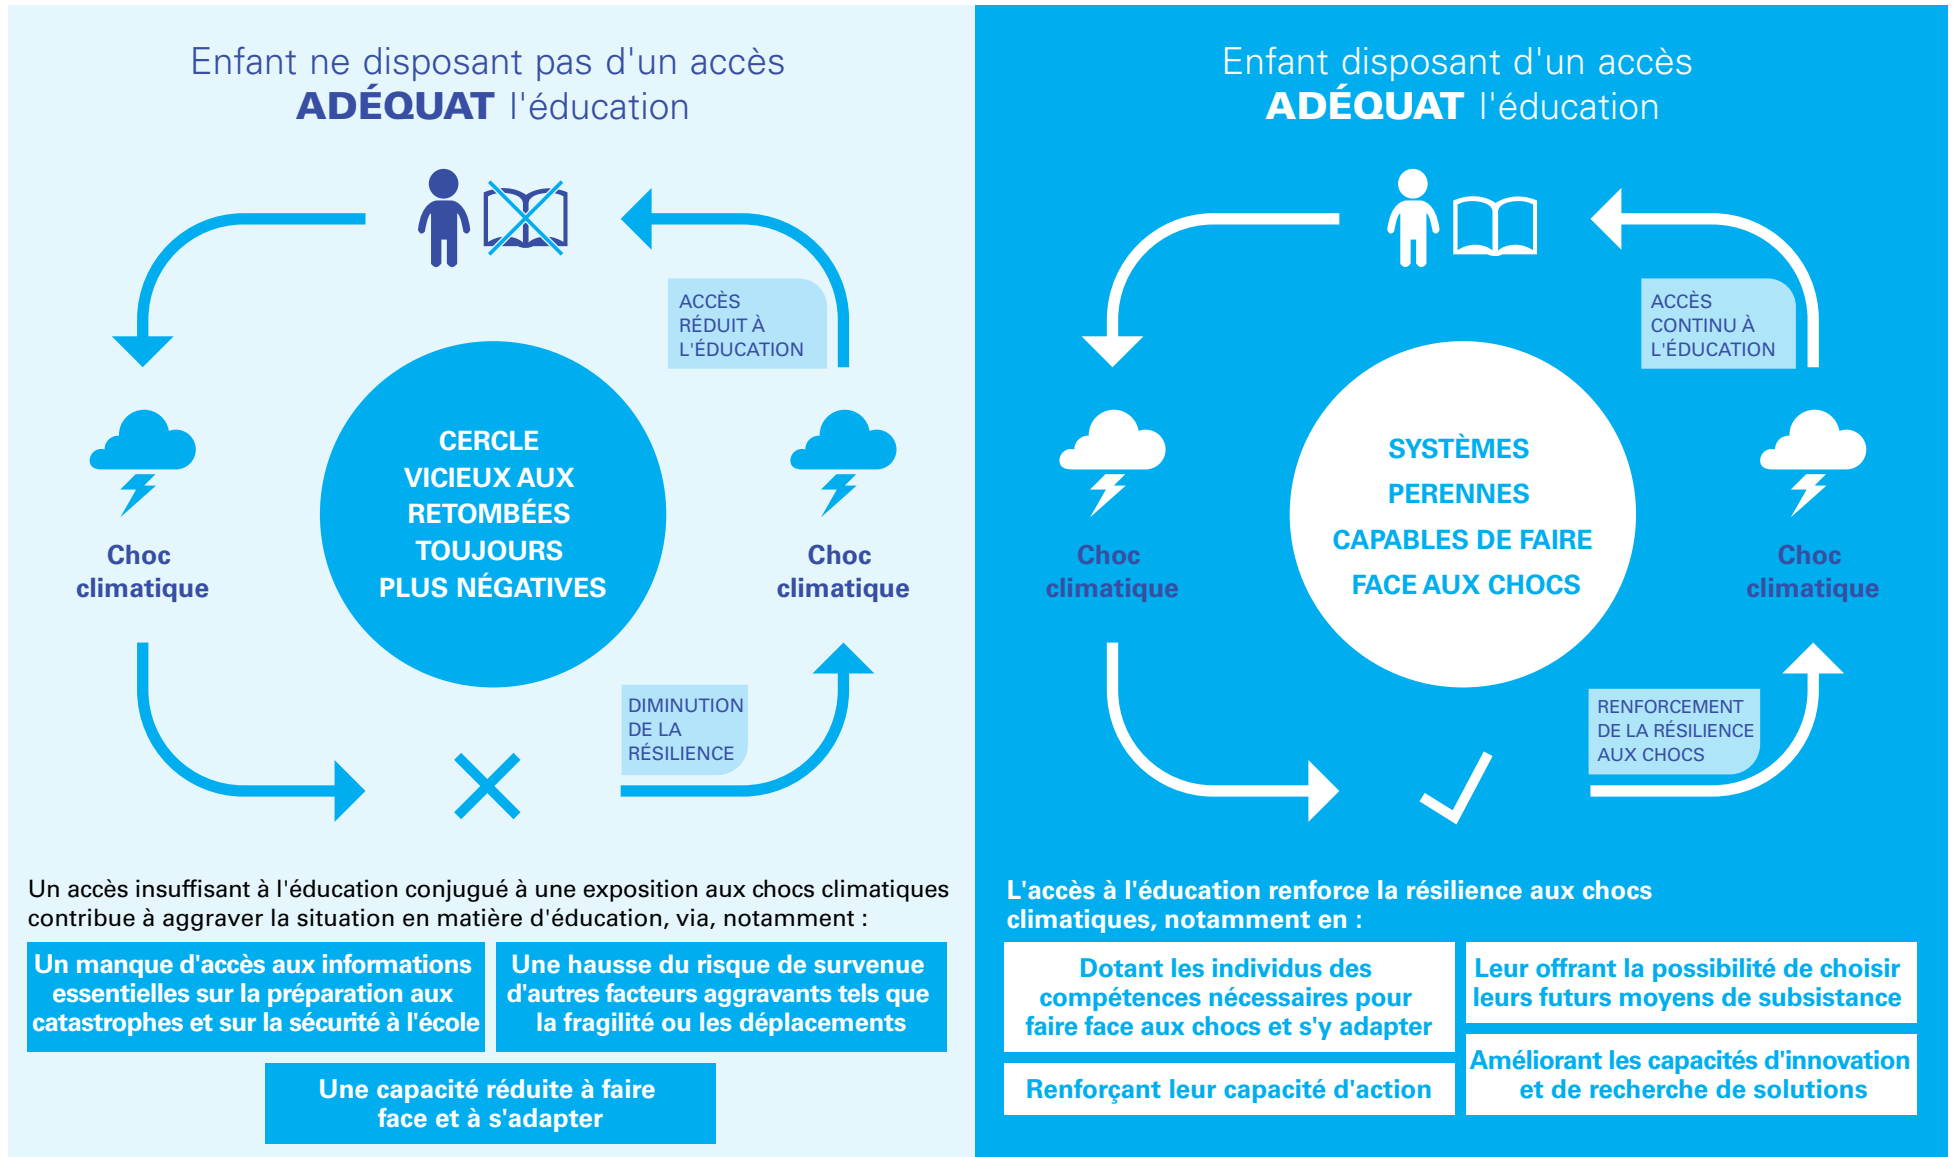 Enfant ne disposant pas d'un accès
ADÉQUAT l'éducation
ACCÈS
RÉDUIT À
L'ÉDUCATION
CERCLE
VICIEUX AUX
RETOMBÉES
TOUJOURS
PLUS NÉGATIVES
Choc
climatique
Choc
climatique
DIMINUTION
DE LA
RÉSILIENCE
Un accès insuffisant à l'éducation conjugué à une exposition aux chocs climatiques
contribue à aggraver la situation en matière d'éducation, via, notamment :
Un manque d'accès aux informations
essentielles sur la préparation aux
catastrophes et sur la sécurité à l'école
Une hausse du risque de survenue
d'autres facteurs aggravants tels que
la fragilité ou les déplacements
Une capacité réduite à faire
face et à s'adapter
Enfant disposant d'un accès
ADÉQUAT l'éducation
ACCÈS
CONTINU À
L'ÉDUCATION
SYSTÈMES
PERENNES
CAPABLES DE FAIRE
FACE AUX CHOCS
Choc
climatique
Choc
climatique
RENFORCEMENT
DE LA RÉSILIENCE
AUX CHOCS
L'accès à l'éducation renforce la résilience aux chocs
climatiques, notamment en :
Dotant les individus des
compétences nécessaires pour
faire face aux chocs et s'y adapter
Leur offrant la possibilité de choisir
leurs futurs moyens de subsistance
Renforçant leur capacité d'action
Améliorant les capacités d'innovation
et de recherche de solutions